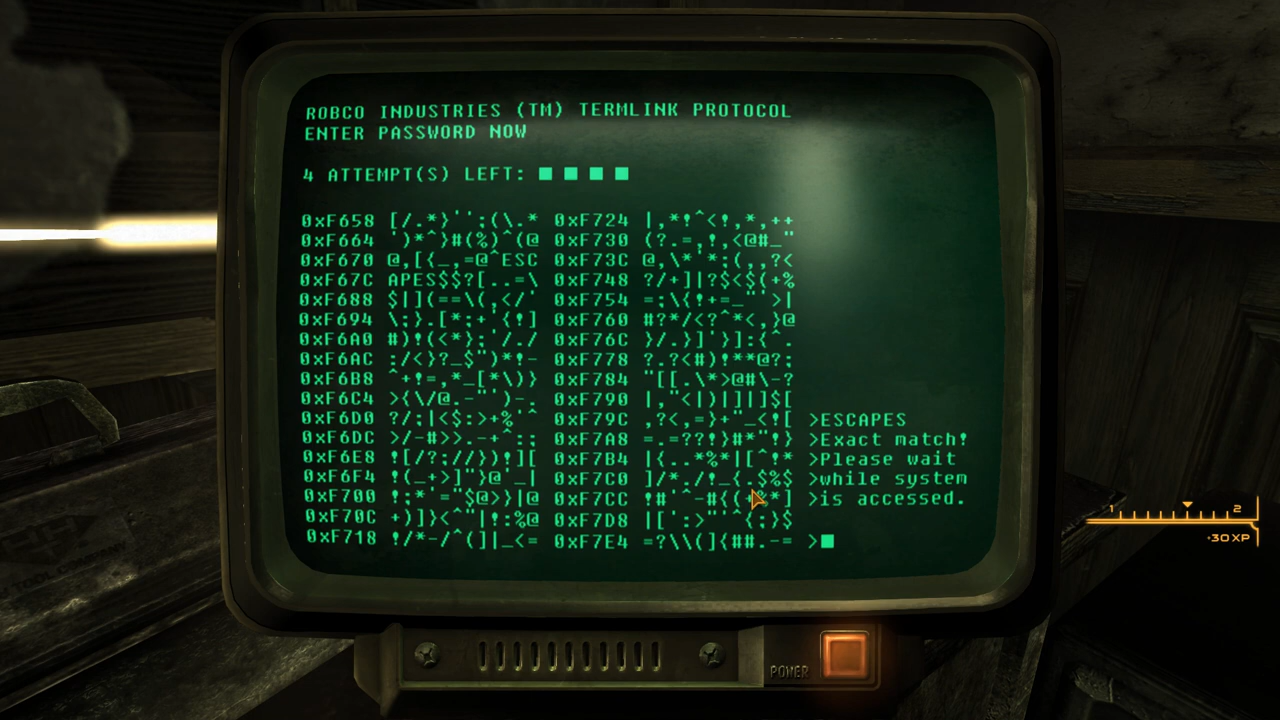 ROBCO INDUSTRIES (TM) TERMLINK PROTOCOL
ENTER PASSWORD NOW
4 ATTEMPT(S) LEFT: ■ ■ ■ ■
0xF658 [/.*}'';(\.* 0xF724 |,*!^<!,*,++
0xF664 ')*^}#(%)^(@ 0xF730 (?.=,!,<@#_"
0xF670 @,[{_,=@^ESC 0xF73C @,\*'*;(,,?<
0xF67C APES$$?[..=\ 0xF748 ?/+]|?$<$(+%
0xF688 $|](==\(,</' 0xF754 =;\{!+=_"'>|
0xF694 \;}.[*;+'{!] 0xF760 #?*/<?^*<,}@
0xF6A0 #)!(<*};'/./ 0xF76C }/.}]'}]:{^.
0xF6AC :/<}?_$")*!- 0xF778 ?.?<#)!**@?;
0xF6B8 ^+!=,*_[*\)} 0xF784 "[[.\*>@#\-?
0xF6C4 >{\/@.-"')-. 0xF790 |,"<|)|]|]$[
0xF6D0 ?/;|<$:>+%'^ 0xF79C ,?<,=}+"_<![ >ESCAPES
0xF6DC >/-#>>.-+^:; 0xF7A8 =.=??!}#*"!} >Exact match!
0xF6E8 ![/?;//})!][ 0xF7B4 |{..*%*|[^!* >Please wait
0xF6F4 !(_+>]"}@'_[ 0xF7C0 ]/*./!_{.$%$ >while system
0xF700 !;*'="$@>}|@ 0xF7CC !#'^-#{(+%*] >is accessed.
0xF70C +)]}<^"|!:%@ 0xF7D8 |[':>"'^{:}$
0xF718 !/*-/^(]|_<= 0xF7E4 =?\\(]{##.-= >■
1 2
+30 XP
POWER